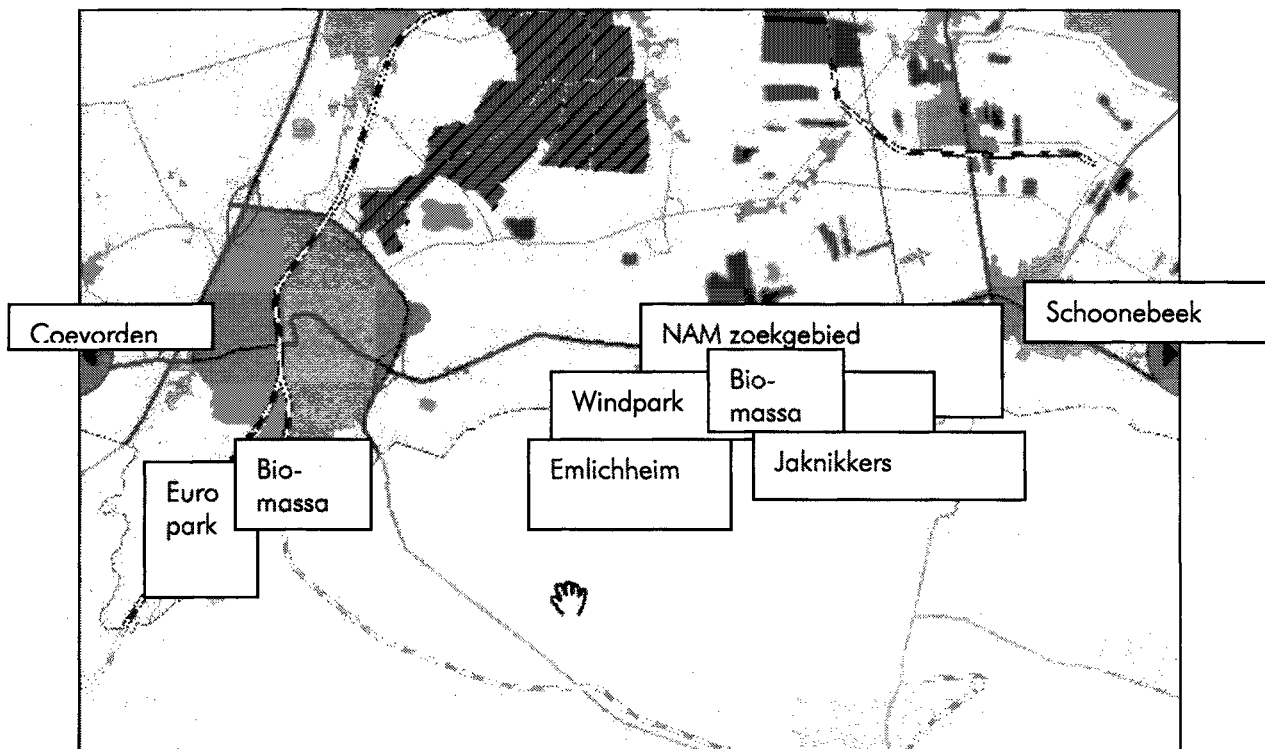 Schoonebeek
Coevorden
NAM zoekgebied
Windpark
Bio-
massa
Emlichheim
Jaknikkers
Euro
park
Bio-
massa